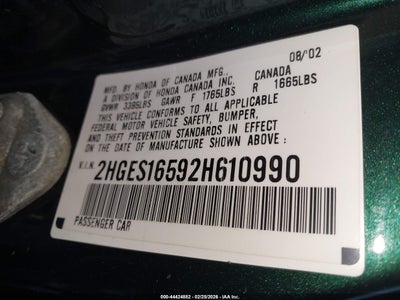 08/02
MFD. BY HONDA OF CANADA MFG.,
A DIVISION OF HONDA CANADA INC. CANADA
GVWR 3395LBS GAWR F 1765LBS R 1665LBS
THIS VEHICLE CONFORMS TO ALL APPLICABLE
FEDERAL MOTOR VEHICLE SAFETY, BUMPER,
AND THEFT PREVENTION STANDARDS IN EFFECT
ON THE DATE OF MANUFACTURE SHOWN ABOVE:
V.I.N. 2HGES16592H610990
PASSENGER CAR
000-44424882 | 02/28/2026 - IAA Inc.